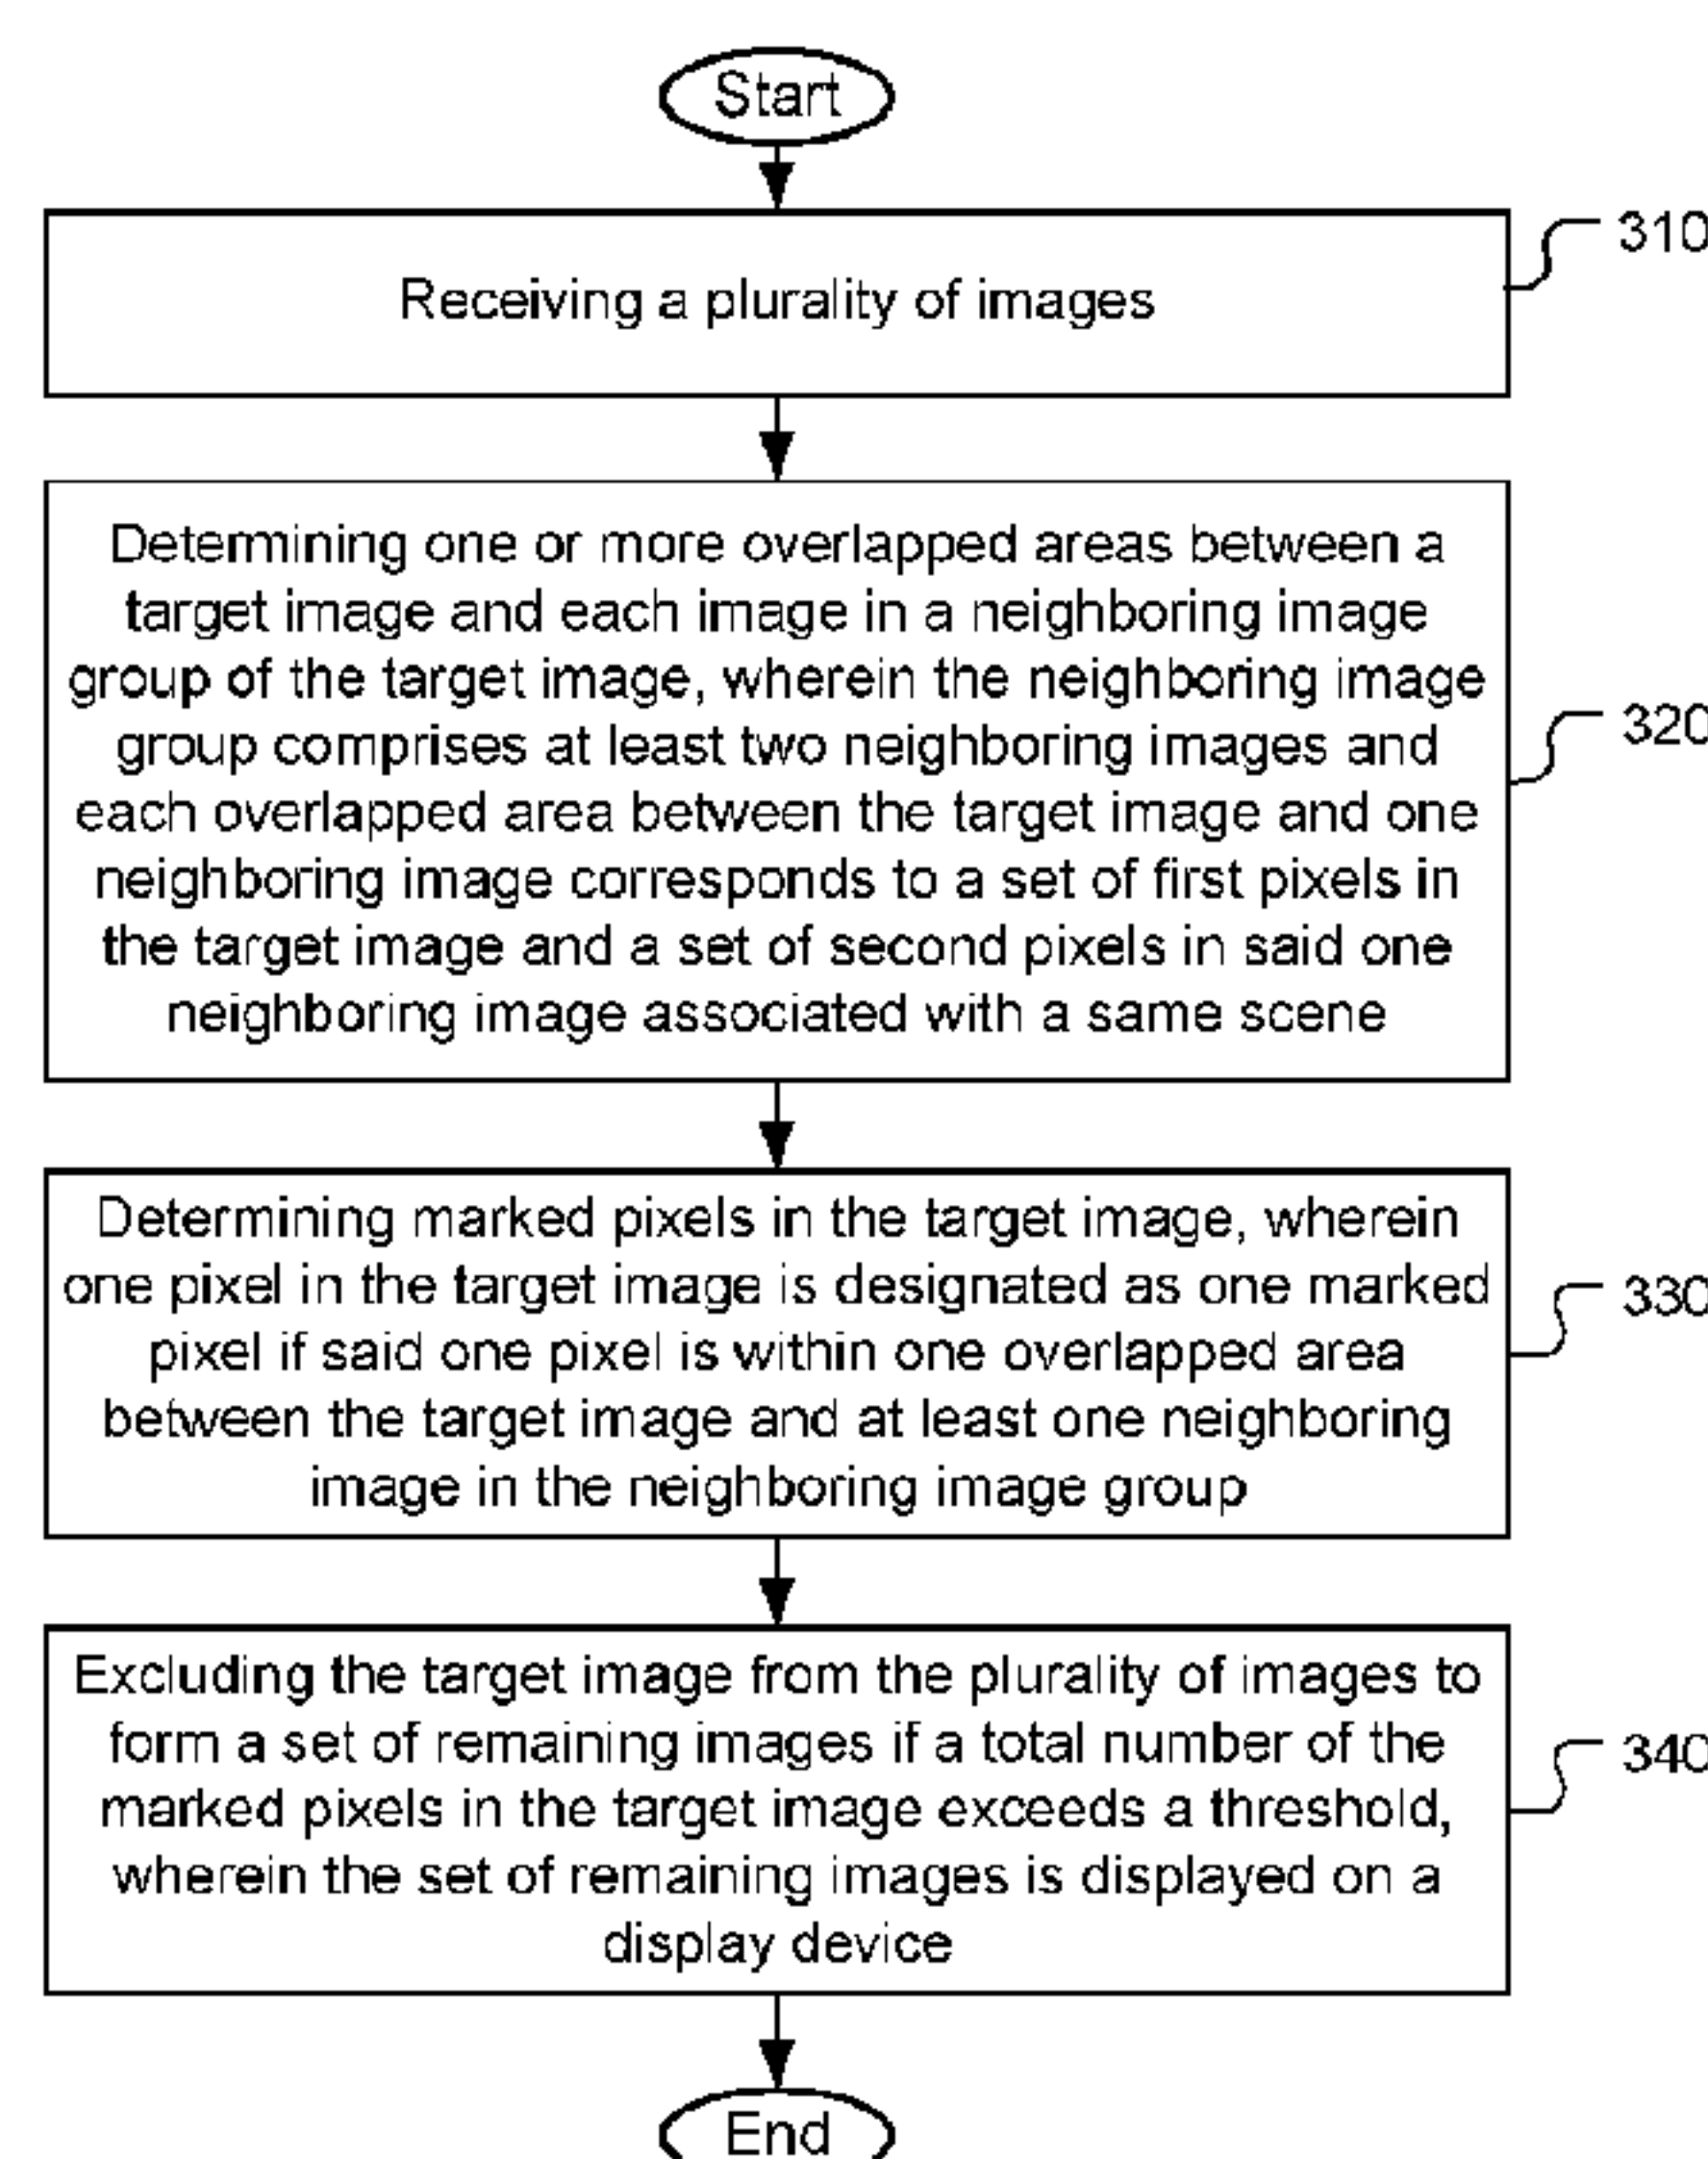 Start
Receiving a plurality of images
310
Determining one or more overlapped areas between a
target image and each image in a neighboring image
group of the target image, wherein the neighboring image
group comprises at least two neighboring images and
each overlapped area between the target image and one
neighboring image corresponds to a set of first pixels in
the target image and a set of second pixels in said one
neighboring image associated with a same scene
320
Determining marked pixels in the target image, wherein
one pixel in the target image is designated as one marked
pixel if said one pixel is within one overlapped area
between the target image and at least one neighboring
image in the neighboring image group
330
Excluding the target image from the plurality of images to
form a set of remaining images if a total number of the
marked pixels in the target image exceeds a threshold,
wherein the set of remaining images is displayed on a
display device
340
End